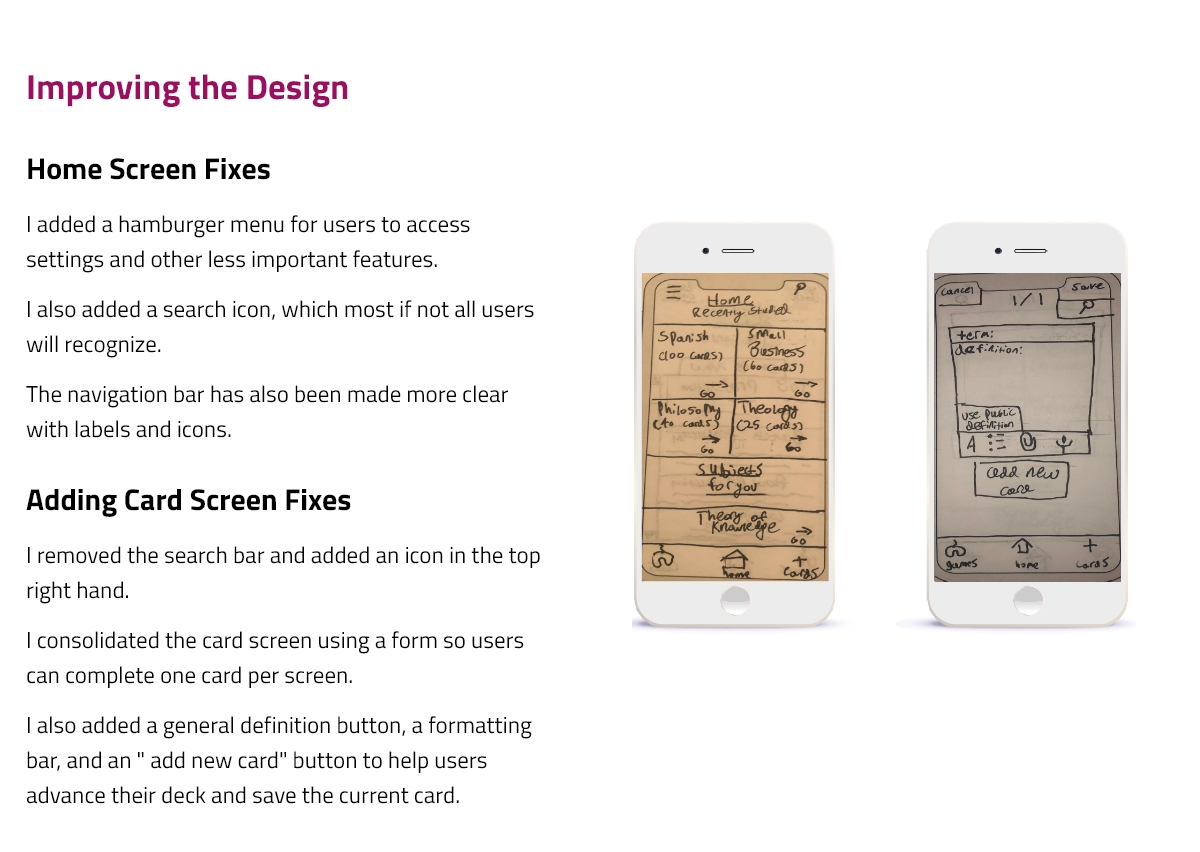 Improving the Design
Home Screen Fixes
I added a hamburger menu for users to access
settings and other less important features.
I also added a search icon, which most if not all users
will recognize.
The navigation bar has also been made more clear
with labels and icons.
Adding Card Screen Fixes
I removed the search bar and added an icon in the top
right hand.
I consolidated the card screen using a form so users
can complete one card per screen.
I also added a general definition button, a formatting
bar, and an " add new card" button to help users
advance their deck and save the current card.
Home
Recently Studied
Spanish
(100 cards)
GO
Small
Business
(60 cards)
GO
Philosophy
(40 cards)
GO
Theology
(25 cards)
GO
Subjects
for you
Theory of
Knowledge
GO
home
Cards
Cancel
1/1
Save
term:
definition:
use public
definition
A
add new
card
games
home
cards